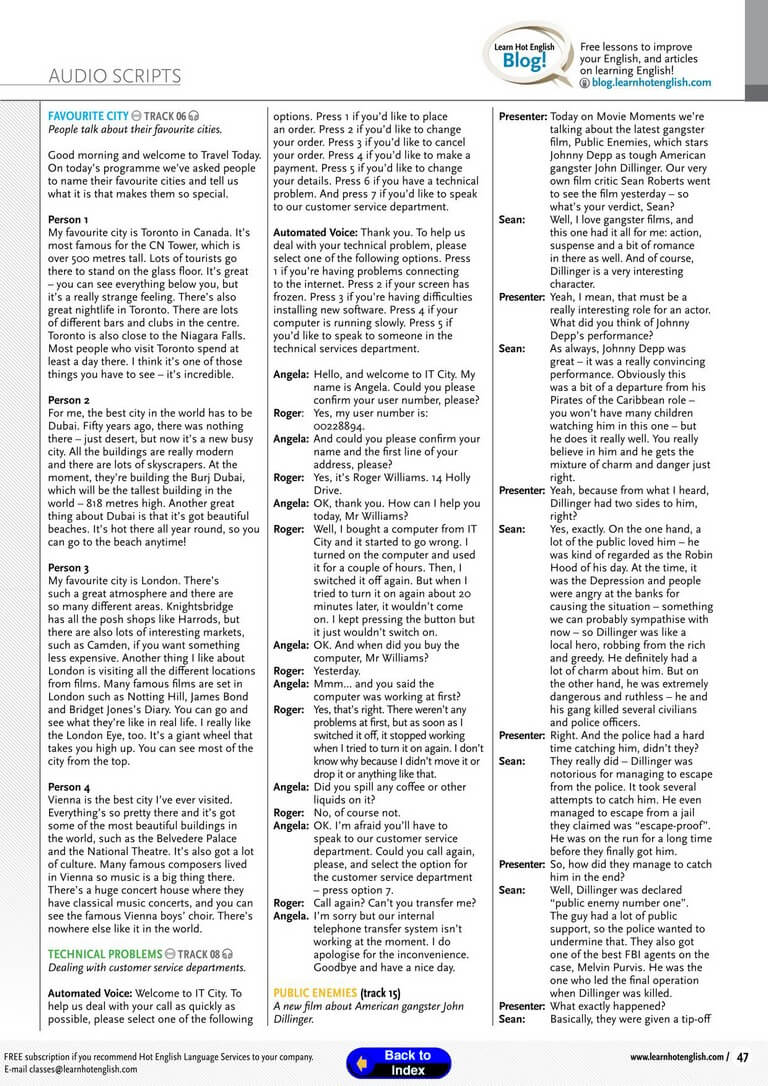 Learn Hot English
Blog!
Free lessons to improve
your English, and articles
on learning English!
blog.learnhotenglish.com
AUDIO SCRIPTS
FAVOURITE CITY TRACK 06
People talk about their favourite cities.
Good morning and welcome to Travel Today.
On today's programme we've asked people
to name their favourite cities and tell us
what it is that makes them so special.
Person 1
My favourite city is Toronto in Canada. It's
most famous for the CN Tower, which is
over 500 metres tall. Lots of tourists go
there to stand on the glass floor. It's great
– you can see everything below you, but
it's a really strange feeling. There's also
great nightlife in Toronto. There are lots
of different bars and clubs in the centre.
Toronto is also close to the Niagara Falls.
Most people who visit Toronto spend at
least a day there. I think it's one of those
things you have to see – it's incredible.
Person 2
For me, the best city in the world has to be
Dubai. Fifty years ago, there was nothing
there – just desert, but now it's a new busy
city. All the buildings are really modern
and there are lots of skyscrapers. At the
moment, they're building the Burj Dubai,
which will be the tallest building in the
world – 818 metres high. Another great
thing about Dubai is that it's got beautiful
beaches. It's hot there all year round, so you
can go to the beach anytime!
Person 3
My favourite city is London. There's
such a great atmosphere and there are
so many different areas. Knightsbridge
has all the posh shops like Harrods, but
there are also lots of interesting markets,
such as Camden, if you want something
less expensive. Another thing I like about
London is visiting all the different locations
from films. Many famous films are set in
London such as Notting Hill, James Bond
and Bridget Jones's Diary. You can go and
see what they're like in real life. I really like
the London Eye, too. It's a giant wheel that
takes you high up. You can see most of the
city from the top.
Person 4
Vienna is the best city I've ever visited.
Everything's so pretty there and it's got
some of the most beautiful buildings in
the world, such as the Belvedere Palace
and the National Theatre. It's also got a lot
of culture. Many famous composers lived
in Vienna so music is a big thing there.
There's a huge concert house where they
have classical music concerts, and you can
see the famous Vienna boys' choir. There's
nowhere else like it in the world.
TECHNICAL PROBLEMS TRACK 08
Dealing with customer service departments.
Automated Voice: Welcome to IT City. To
help us deal with your call as quickly as
possible, please select one of the following
options. Press 1 if you'd like to place
an order. Press 2 if you'd like to change
your order. Press 3 if you'd like to cancel
your order. Press 4 if you'd like to make a
payment. Press 5 if you'd like to change
your details. Press 6 if you have a technical
problem. And press 7 if you'd like to speak
to our customer service department.
Automated Voice: Thank you. To help us
deal with your technical problem, please
select one of the following options. Press
1 if you're having problems connecting
to the internet. Press 2 if your screen has
frozen. Press 3 if you're having difficulties
installing new software. Press 4 if your
computer is running slowly. Press 5 if
you'd like to speak to someone in the
technical services department.
Angela: Hello, and welcome to IT City. My
name is Angela. Could you please
confirm your user number, please?
Roger: Yes, my user number is:
00228894.
Angela: And could you please confirm your
name and the first line of your
address, please?
Roger: Yes, it's Roger Williams. 14 Holly
Drive.
Angela: OK, thank you. How can I help you
today, Mr Williams?
Roger: Well, I bought a computer from IT
City and it started to go wrong. I
turned on the computer and used
it for a couple of hours. Then, I
switched it off again. But when I
tried to turn it on again about 20
minutes later, it wouldn't come
on. I kept pressing the button but
it just wouldn't switch on.
Angela: OK. And when did you buy the
computer, Mr Williams?
Roger: Yesterday.
Angela: Mmm... and you said the
computer was working at first?
Roger: Yes, that's right. There weren't any
problems at first, but as soon as I
switched it off, it stopped working
when I tried to turn it on again. I don't
know why because I didn't move it or
drop it or anything like that.
Angela: Did you spill any coffee or other
liquids on it?
Roger: No, of course not.
Angela: OK. I'm afraid you'll have to
speak to our customer service
department. Could you call again,
please, and select the option for
the customer service department
– press option 7.
Roger: Call again? Can't you transfer me?
Angela. I'm sorry but our internal
telephone transfer system isn't
working at the moment. I do
apologise for the inconvenience.
Goodbye and have a nice day.
PUBLIC ENEMIES (track 15)
A new film about American gangster John
Dillinger.
Presenter: Today on Movie Moments we're
talking about the latest gangster
film, Public Enemies, which stars
Johnny Depp as tough American
gangster John Dillinger. Our very
own film critic Sean Roberts went
to see the film yesterday – so
what's your verdict, Sean?
Sean: Well, I love gangster films, and
this one had it all for me: action,
suspense and a bit of romance
in there as well. And of course,
Dillinger is a very interesting
character.
Presenter: Yeah, I mean, that must be a
really interesting role for an actor.
What did you think of Johnny
Depp's performance?
Sean: As always, Johnny Depp was
great – it was a really convincing
performance. Obviously this
was a bit of a departure from his
Pirates of the Caribbean role –
you won't have many children
watching him in this one – but
he does it really well. You really
believe in him and he gets the
mixture of charm and danger just
right.
Presenter: Yeah, because from what I heard,
Dillinger had two sides to him,
right?
Sean: Yes, exactly. On the one hand, a
lot of the public loved him – he
was kind of regarded as the Robin
Hood of his day. At the time, it
was the Depression and people
were angry at the banks for
causing the situation – something
we can probably sympathise with
now – so Dillinger was like a
local hero, robbing from the rich
and greedy. He definitely had a
lot of charm about him. But on
the other hand, he was extremely
dangerous and ruthless – he and
his gang killed several civilians
and police officers.
Presenter: Right. And the police had a hard
time catching him, didn't they?
Sean: They really did – Dillinger was
notorious for managing to escape
from the police. It took several
attempts to catch him. He even
managed to escape from a jail
they claimed was "escape-proof".
He was on the run for a long time
before they finally got him.
Presenter: So, how did they manage to catch
him in the end?
Sean: Well, Dillinger was declared
"public enemy number one".
The guy had a lot of public
support, so the police wanted to
undermine that. They also got
one of the best FBI agents on the
case, Melvin Purvis. He was the
one who led the final operation
when Dillinger was killed.
Presenter: What exactly happened?
Sean: Basically, they were given a tip-off
FREE subscription if you recommend Hot English Language Services to your company.
E-mail classes@learnhotenglish.com
Back to
Index
www.learnhotenglish.com / 47